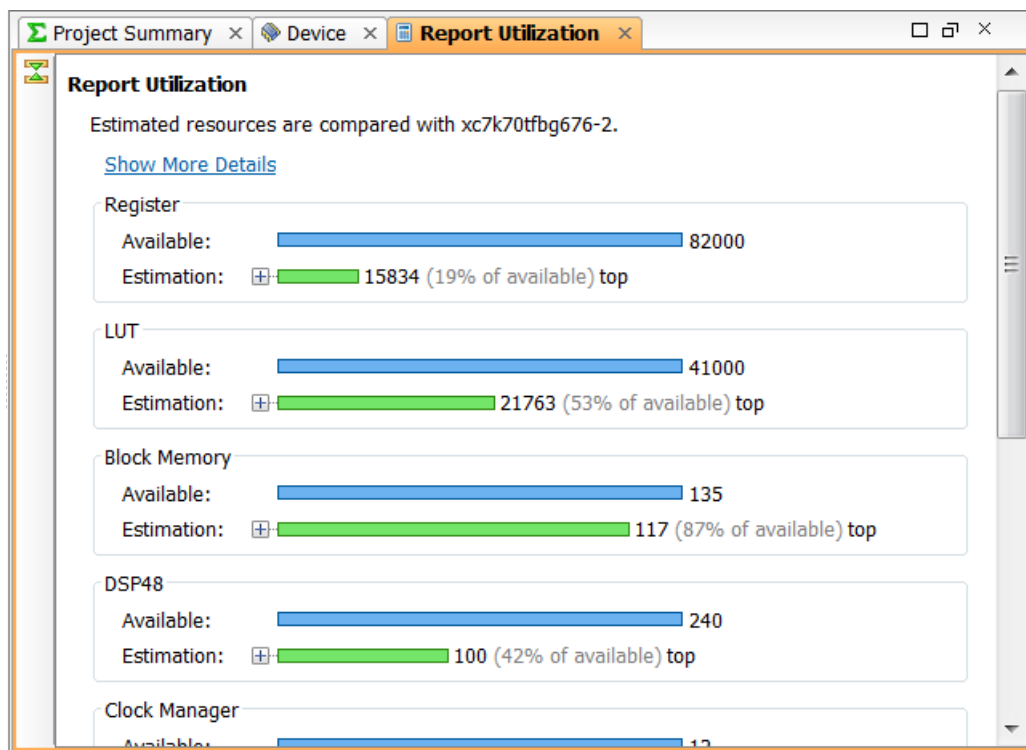 Project Summary × Device × Report Utilization ×
Report Utilization
Estimated resources are compared with xc7k70tfbg676-2.
Show More Details
Register
Available: 82000
Estimation: 15834 (19% of available) top
LUT
Available: 41000
Estimation: 21763 (53% of available) top
Block Memory
Available: 135
Estimation: 117 (87% of available) top
DSP48
Available: 240
Estimation: 100 (42% of available) top
Clock Manager
Available: 12